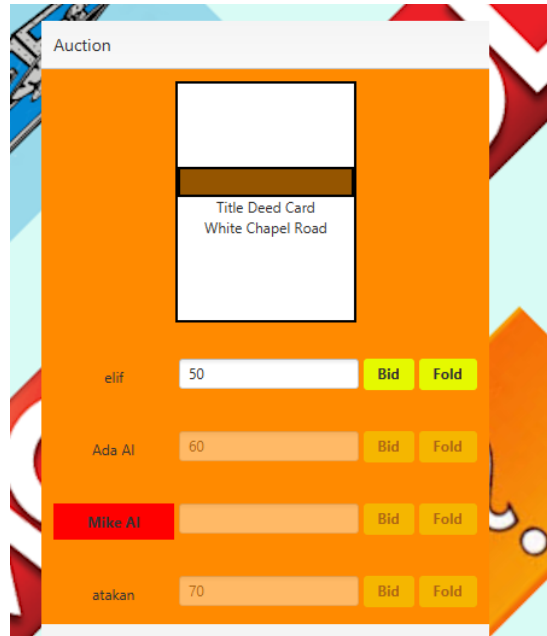 Auction
Title Deed Card
White Chapel Road
elif 50 Bid Fold
Ada AI 60 Bid Fold
Mike AI Bid Fold
atakan 70 Bid Fold